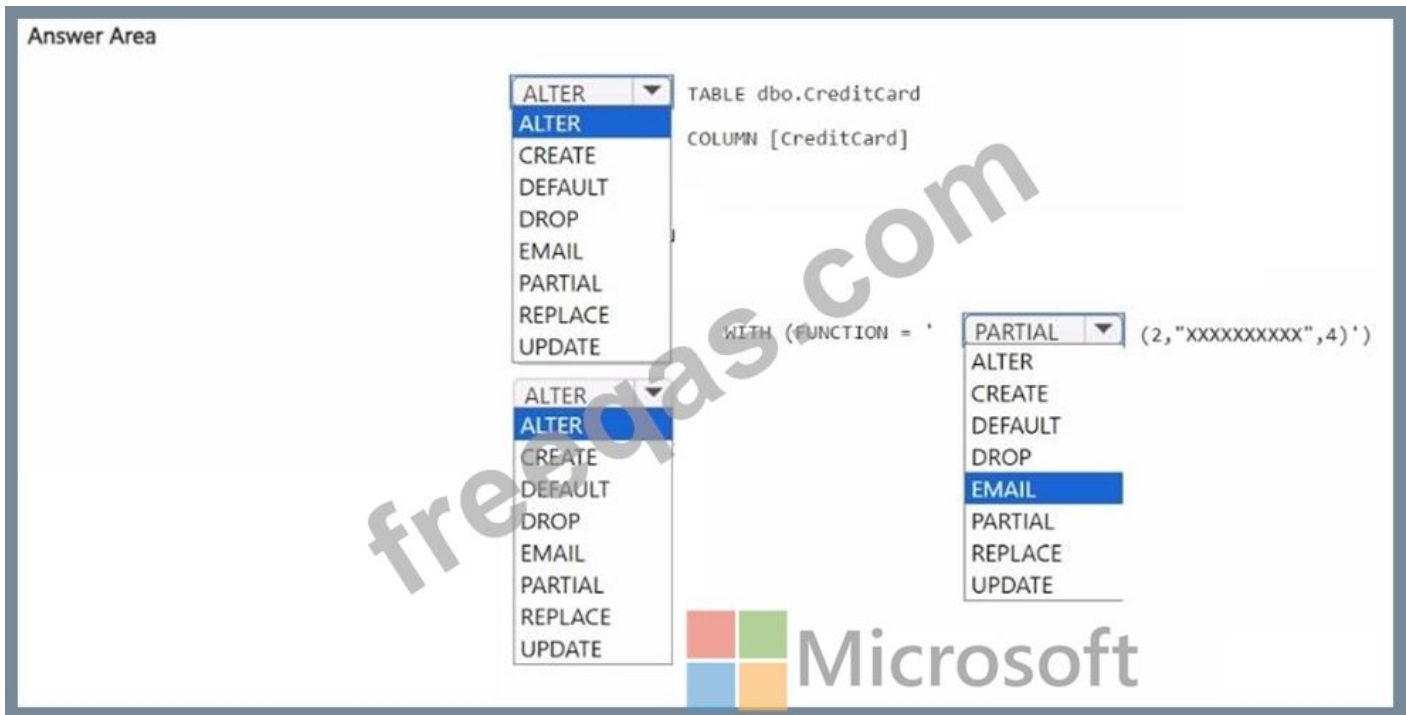 Answer Area
ALTER TABLE dbo.CreditCard
ALTER
CREATE
DEFAULT
DROP
EMAIL
PARTIAL
REPLACE
UPDATE
COLUMN [CreditCard]
ALTER
ALTER
CREATE
DEFAULT
DROP
EMAIL
PARTIAL
REPLACE
UPDATE
WITH (FUNCTION = ' PARTIAL (2,"XXXXXXXXXX",4)')
ALTER
CREATE
DEFAULT
DROP
EMAIL
PARTIAL
REPLACE
UPDATE
freeqas.com
Microsoft